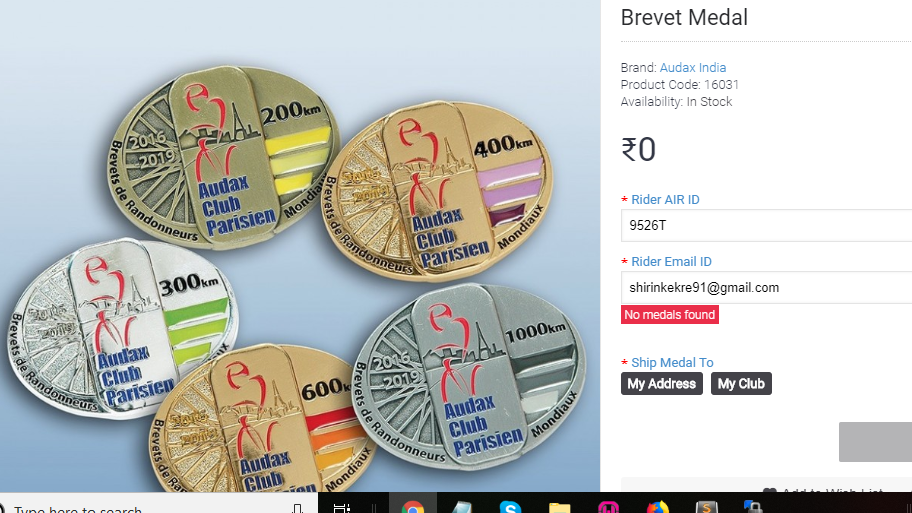 Brevet Medal
Brand: Audax India
Product Code: 16031
Availability: In Stock
₹0
* Rider AIR ID
9526T
* Rider Email ID
shirinkekre91@gmail.com
No medals found
* Ship Medal To
My Address My Club
Add to Wish List
200km
2016
2019
Brevets de Randonneurs Mondiaux
Audax
Club
Parisien
400km
2016
2019
Brevets de Randonneurs Mondiaux
Audax
Club
Parisien
300km
2016
2019
Brevets de Randonneurs
Audax
Club
Parisien
600k
2016
2019
Brevets de
Audax
Club
Parisien
1000km
2016
2019
Brevets de Randonneurs Mondiaux
Audax
Club
Parisien
Type here to search